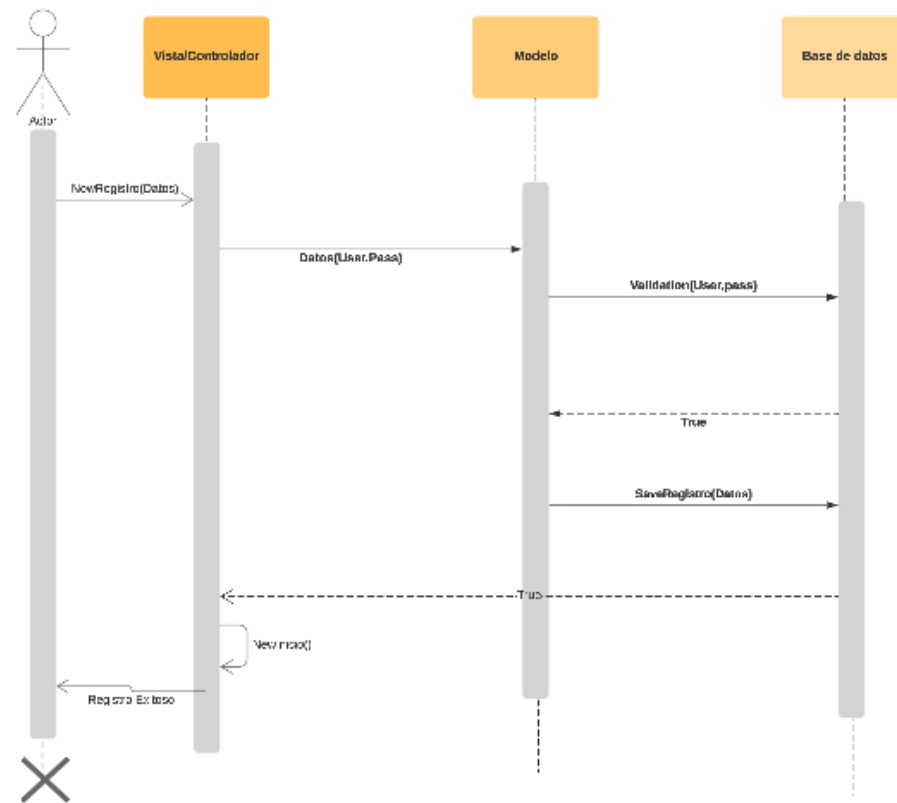 Vista/Controlador
Modelo
Base de datos
Actor
NewRegistro(Datos)
Datos(User.Pass)
Validation(User,pass)
True
SaveRegistro(Datos)
True
NewInicio()
Registro Exitoso